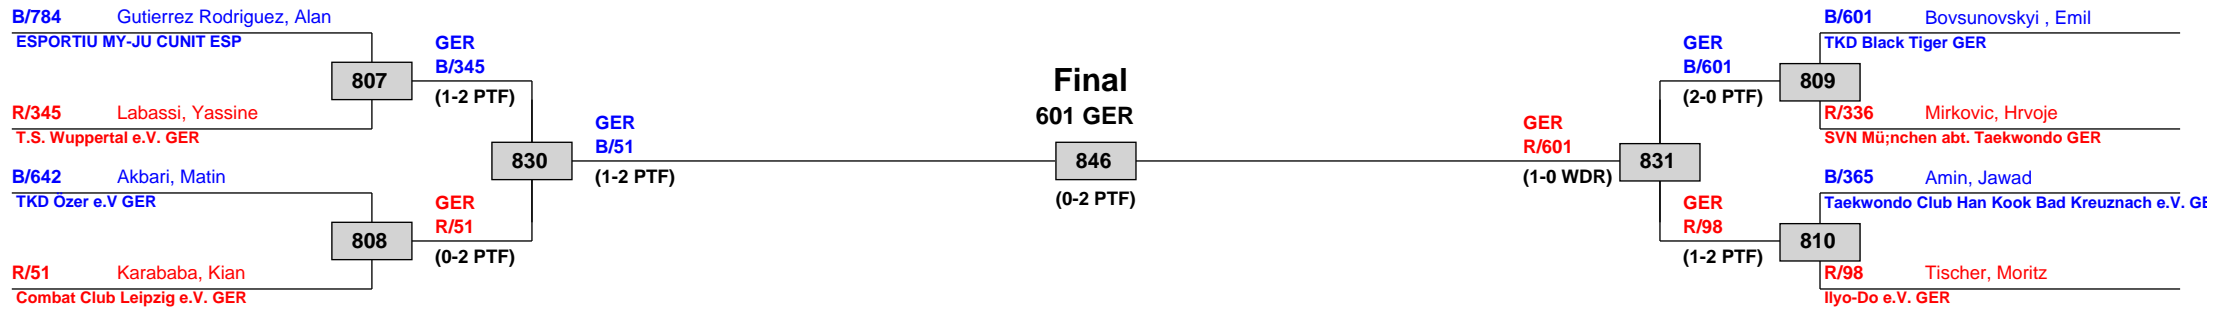 B/784 Gutierrez Rodriguez, Alan
ESPORTIU MY-JU CUNIT ESP
807
R/345 Labassi, Yassine
T.S. Wuppertal e.V. GER
B/642 Akbari, Matin
TKD Özer e.V GER
808
R/51 Karababa, Kian
Combat Club Leipzig e.V. GER
GER
B/345
(1-2 PTF)
830
GER
R/51
(0-2 PTF)
GER
B/51
(1-2 PTF)
Final
601 GER
846
(0-2 PTF)
GER
R/601
(1-0 WDR)
831
GER
B/601
(2-0 PTF)
GER
R/98
(1-2 PTF)
B/601 Bovsunovskyi , Emil
TKD Black Tiger GER
809
R/336 Mirkovic, Hrvoje
SVN Mü;nchen abt. Taekwondo GER
B/365 Amin, Jawad
Taekwondo Club Han Kook Bad Kreuznach e.V. GE
810
R/98 Tischer, Moritz
Ilyo-Do e.V. GER